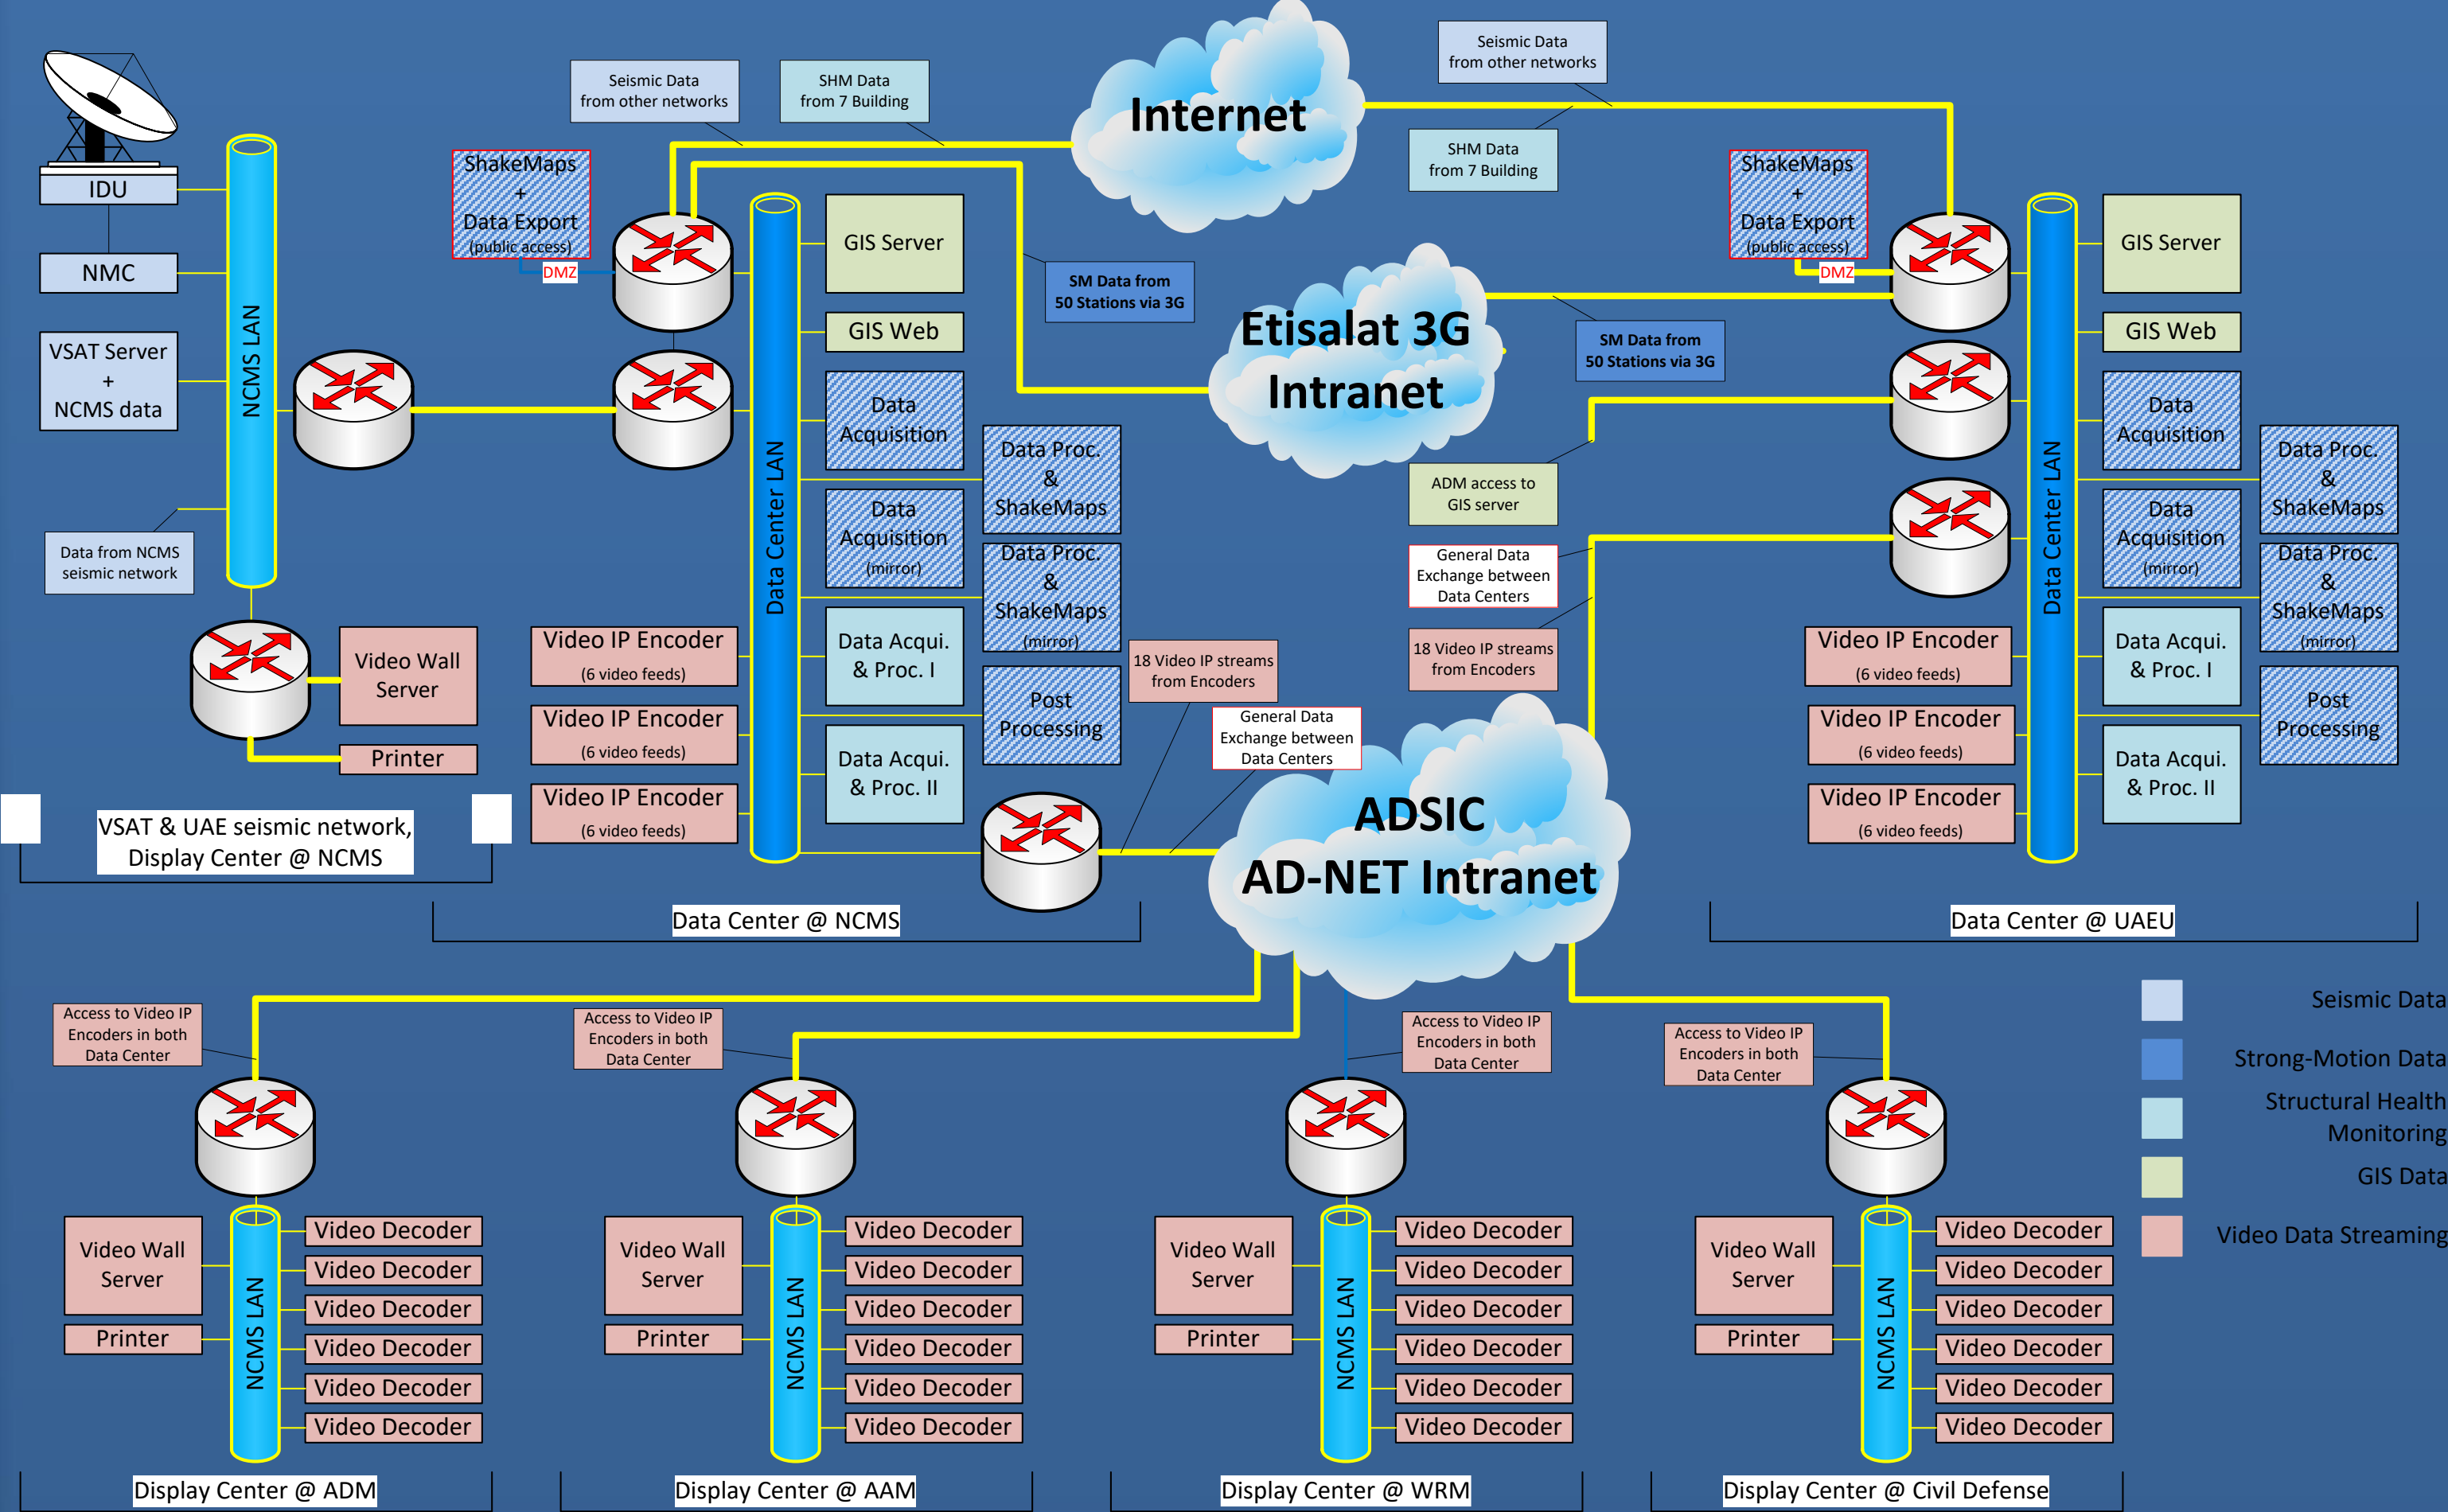 Seismic Data
from other networks
SHM Data
from 7 Building
Internet
Seismic Data
from other networks
SHM Data
from 7 Building
IDU
NMC
VSAT Server
+
NCMS data
NCMS LAN
Data from NCMS
seismic network
Video Wall
Server
Printer
VSAT & UAE seismic network,
Display Center @ NCMS
ShakeMaps
+
Data Export
(public access)
DMZ
Data Center LAN
GIS Server
GIS Web
Data
Acquisition
Data
Acquisition
(mirror)
Data Acqui.
& Proc. I
Data Acqui.
& Proc. II
Data Proc.
&
ShakeMaps
Data Proc.
&
ShakeMaps
(mirror)
Post
Processing
Video IP Encoder
(6 video feeds)
Video IP Encoder
(6 video feeds)
Video IP Encoder
(6 video feeds)
Data Center @ NCMS
SM Data from
50 Stations via 3G
Etisalat 3G
Intranet
SM Data from
50 Stations via 3G
ADM access to
GIS server
General Data
Exchange between
Data Centers
18 Video IP streams
from Encoders
18 Video IP streams
from Encoders
General Data
Exchange between
Data Centers
ADSIC
AD-NET Intranet
ShakeMaps
+
Data Export
(public access)
DMZ
Data Center LAN
GIS Server
GIS Web
Data
Acquisition
Data
Acquisition
(mirror)
Data Acqui.
& Proc. I
Data Acqui.
& Proc. II
Data Proc.
&
ShakeMaps
Data Proc.
&
ShakeMaps
(mirror)
Post
Processing
Video IP Encoder
(6 video feeds)
Video IP Encoder
(6 video feeds)
Video IP Encoder
(6 video feeds)
Data Center @ UAEU
Access to Video IP
Encoders in both
Data Center
Video Wall
Server
Printer
NCMS LAN
Video Decoder
Video Decoder
Video Decoder
Video Decoder
Video Decoder
Video Decoder
Display Center @ ADM
Access to Video IP
Encoders in both
Data Center
Video Wall
Server
Printer
NCMS LAN
Video Decoder
Video Decoder
Video Decoder
Video Decoder
Video Decoder
Video Decoder
Display Center @ AAM
Access to Video IP
Encoders in both
Data Center
Video Wall
Server
Printer
NCMS LAN
Video Decoder
Video Decoder
Video Decoder
Video Decoder
Video Decoder
Video Decoder
Display Center @ WRM
Access to Video IP
Encoders in both
Data Center
Video Wall
Server
Printer
NCMS LAN
Video Decoder
Video Decoder
Video Decoder
Video Decoder
Video Decoder
Video Decoder
Display Center @ Civil Defense
Seismic Data
Strong-Motion Data
Structural Health
Monitoring
GIS Data
Video Data Streaming